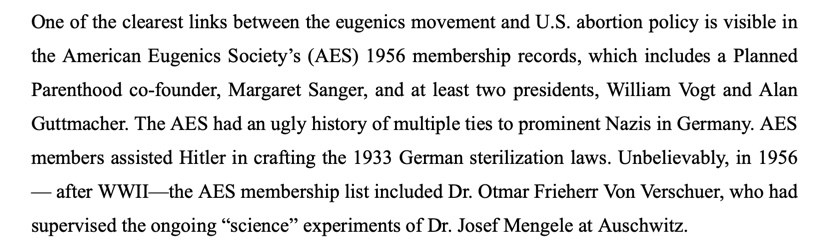 One of the clearest links between the eugenics movement and U.S. abortion policy is visible in
the American Eugenics Society’s (AES) 1956 membership records, which includes a Planned
Parenthood co-founder, Margaret Sanger, and at least two presidents, William Vogt and Alan
Guttmacher. The AES had an ugly history of multiple ties to prominent Nazis in Germany. AES
members assisted Hitler in crafting the 1933 German sterilization laws. Unbelievably, in 1956
— after WWII—the AES membership list included Dr. Otmar Frieherr Von Verschuer, who had
supervised the ongoing “science” experiments of Dr. Josef Mengele at Auschwitz.